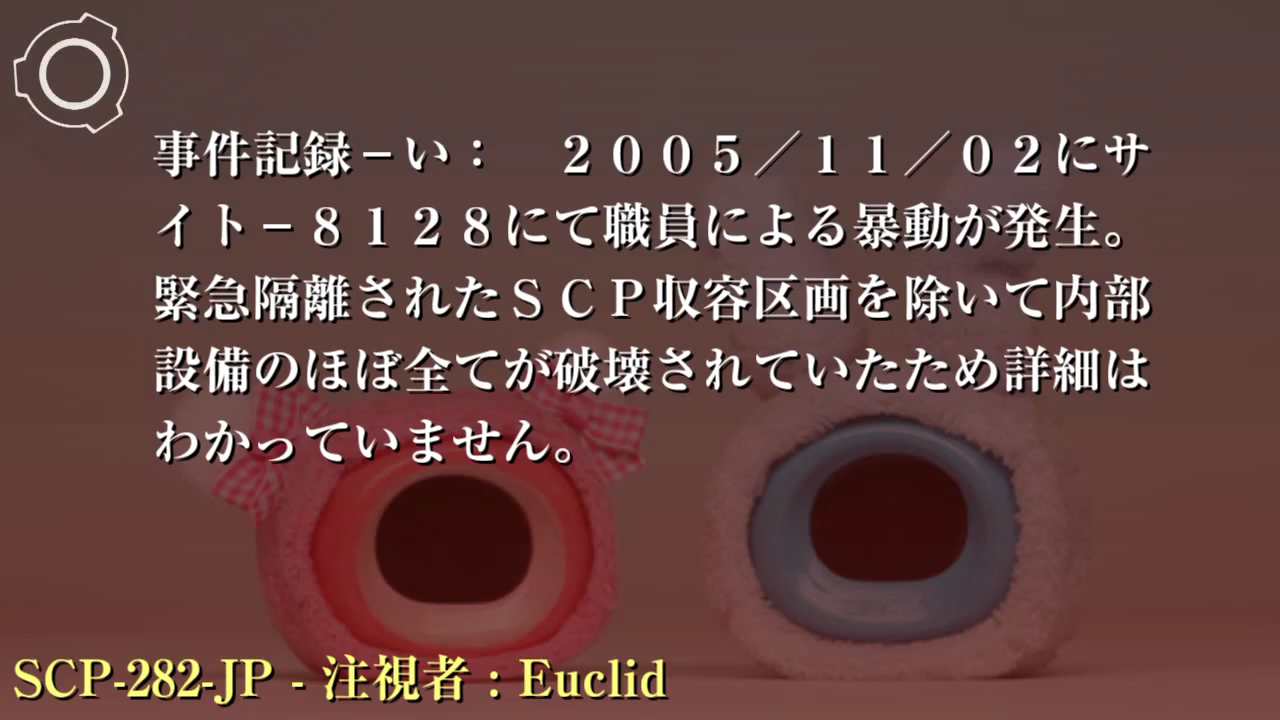 事件記録－い：　２００５／１１／０２にサ
イト－８１２８にて職員による暴動が発生。
緊急隔離されたＳＣＰ収容区画を除いて内部
設備のほぼ全てが破壊されていたため詳細は
わかっていません。
SCP-282-JP - 注視者 : Euclid